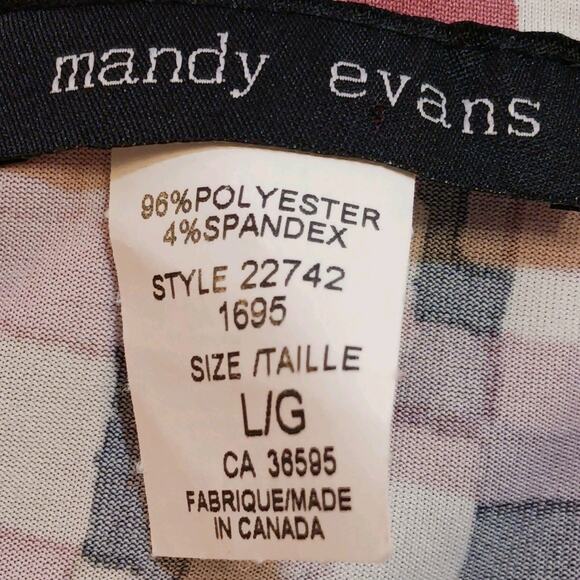 mandy evans
96%POLYESTER
4%SPANDEX
STYLE 22742
1695
SIZE /TAILLE
L/G
CA 36595
FABRIQUE/MADE
IN CANADA